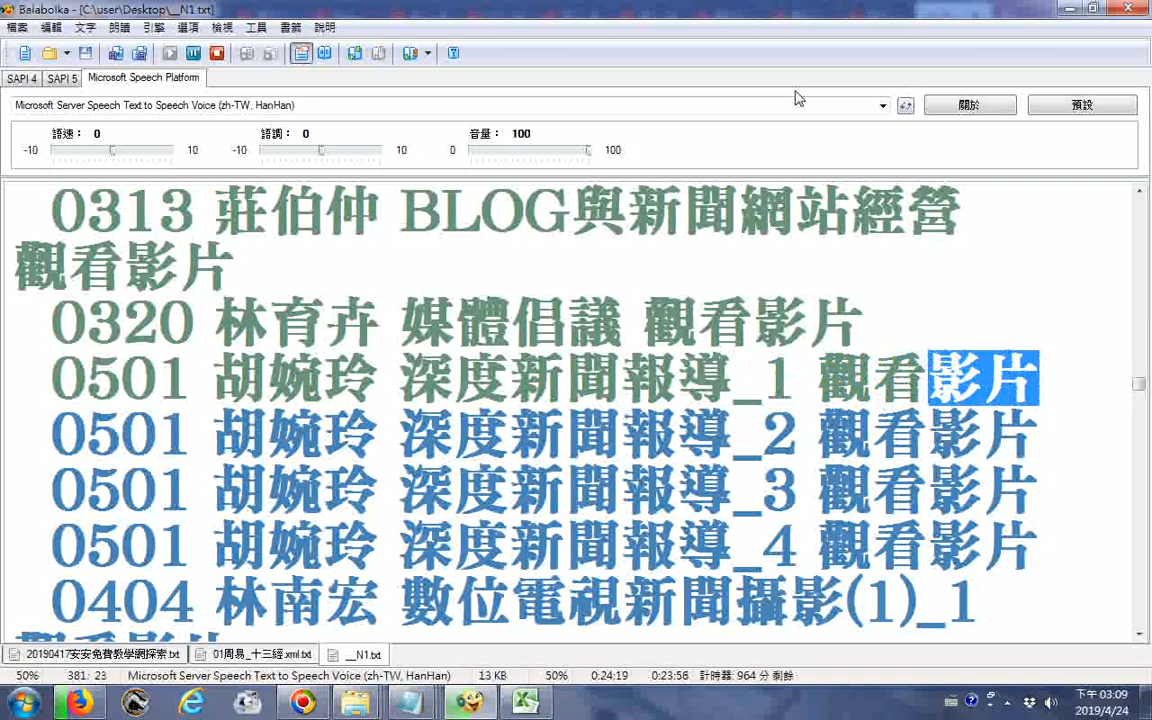 Balabolka - [C:\user\Desktop\__N1.txt]
檔案 編輯 文字 朗讀 引擎 選項 檢視 工具 書籤 說明
SAPI 4 SAPI 5 Microsoft Speech Platform
Microsoft Server Speech Text to Speech Voice (zh-TW, HanHan) 關於 預設
語速： 0 語調： 0 音量： 100
-10 10 -10 10 0 100
0313 莊伯仲 BLOG與新聞網站經營
觀看影片
0320 林育卉 媒體倡議 觀看影片
0501 胡婉玲 深度新聞報導_1 觀看影片
0501 胡婉玲 深度新聞報導_2 觀看影片
0501 胡婉玲 深度新聞報導_3 觀看影片
0501 胡婉玲 深度新聞報導_4 觀看影片
0404 林南宏 數位電視新聞攝影(1)_1
觀看影片
20190417安安免費教學網探索.txt 01周易_十三經.xml.txt __N1.txt
50% 381: 23 Microsoft Server Speech Text to Speech Voice (zh-TW, HanHan) 13 KB 50% 0:24:19 0:23:56 計時器: 964 分 剩餘
下午 03:09
2019/4/24